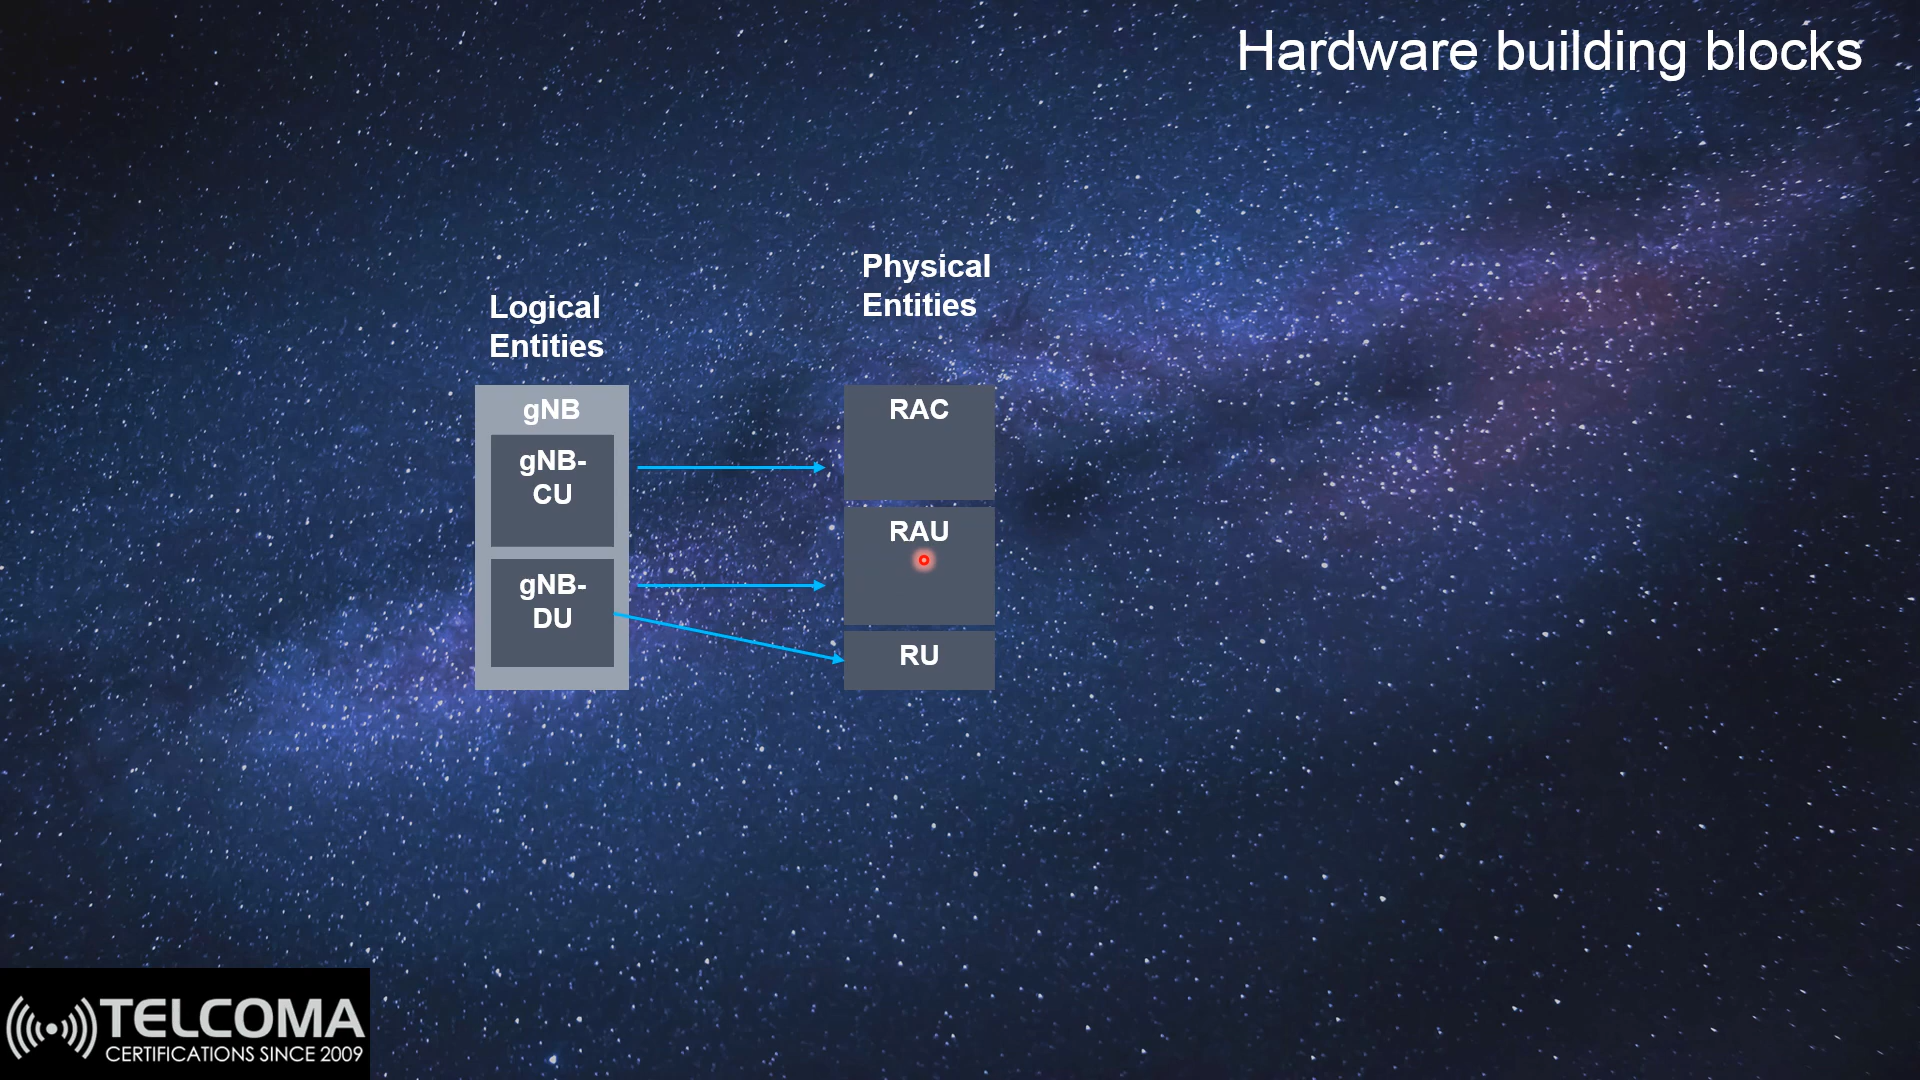 Hardware building blocks
Logical
Entities
gNB
gNB-
CU
gNB-
DU
Physical
Entities
RAC
RAU
RU
TELCOMA
CERTIFICATIONS SINCE 2009